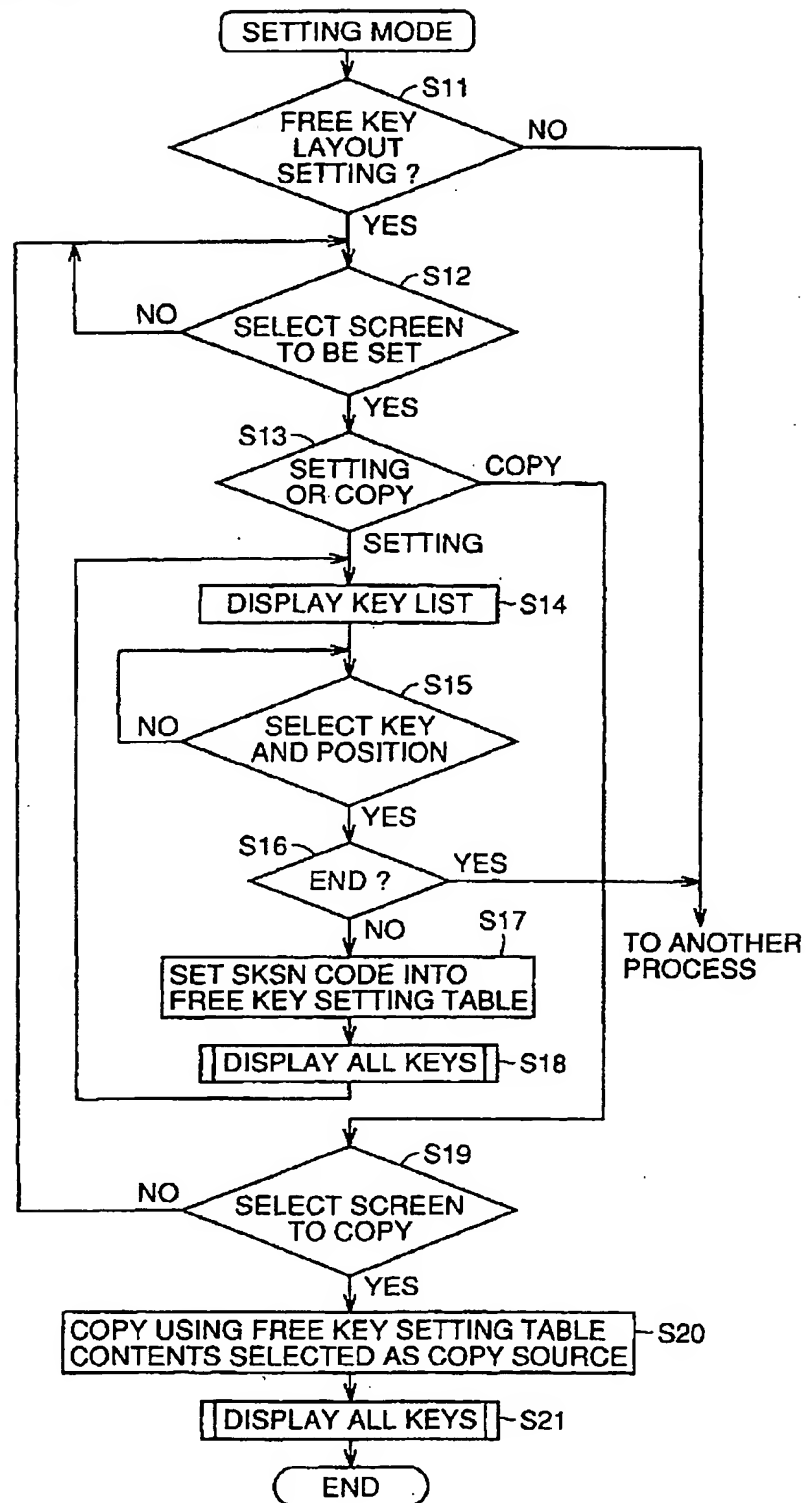 SETTING MODE
S11
FREE KEY
LAYOUT
SETTING ?
NO
YES
S12
NO
SELECT SCREEN
TO BE SET
YES
S13
SETTING
OR COPY
COPY
SETTING
DISPLAY KEY LIST
S14
S15
NO
SELECT KEY
AND POSITION
YES
S16
END ?
YES
NO
S17
TO ANOTHER
PROCESS
SET SKSN CODE INTO
FREE KEY SETTING TABLE
DISPLAY ALL KEYS
S18
S19
NO
SELECT SCREEN
TO COPY
YES
COPY USING FREE KEY SETTING TABLE
CONTENTS SELECTED AS COPY SOURCE
S20
DISPLAY ALL KEYS
S21
END